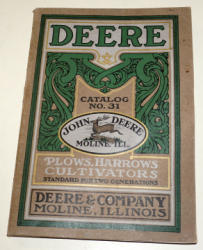 DEERE
CATALOG
NO. 31
JOHN DEERE
MOLINE, ILL.
PLOWS, HARROWS
CULTIVATORS
STANDARD FOR TWO GENERATIONS
DEERE & COMPANY
MOLINE, ILLINOIS